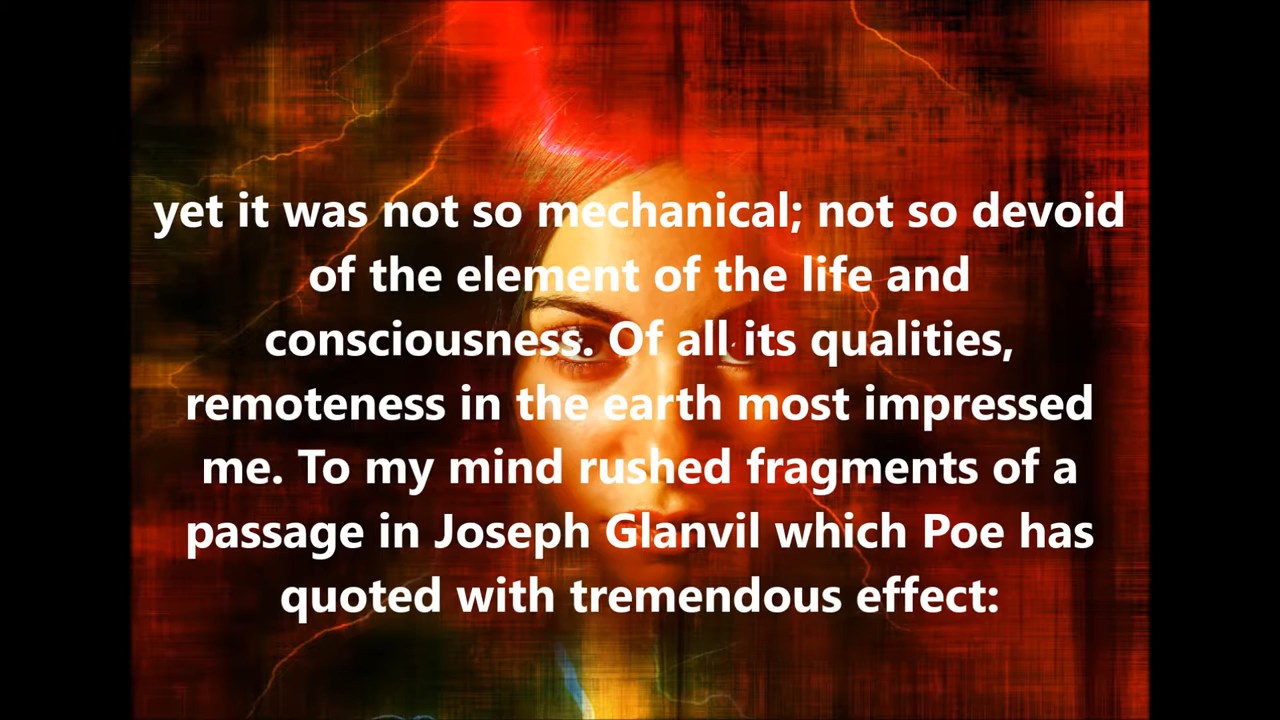 yet it was not so mechanical; not so devoid
of the element of the life and
consciousness. Of all its qualities,
remoteness in the earth most impressed
me. To my mind rushed fragments of a
passage in Joseph Glanvil which Poe has
quoted with tremendous effect: